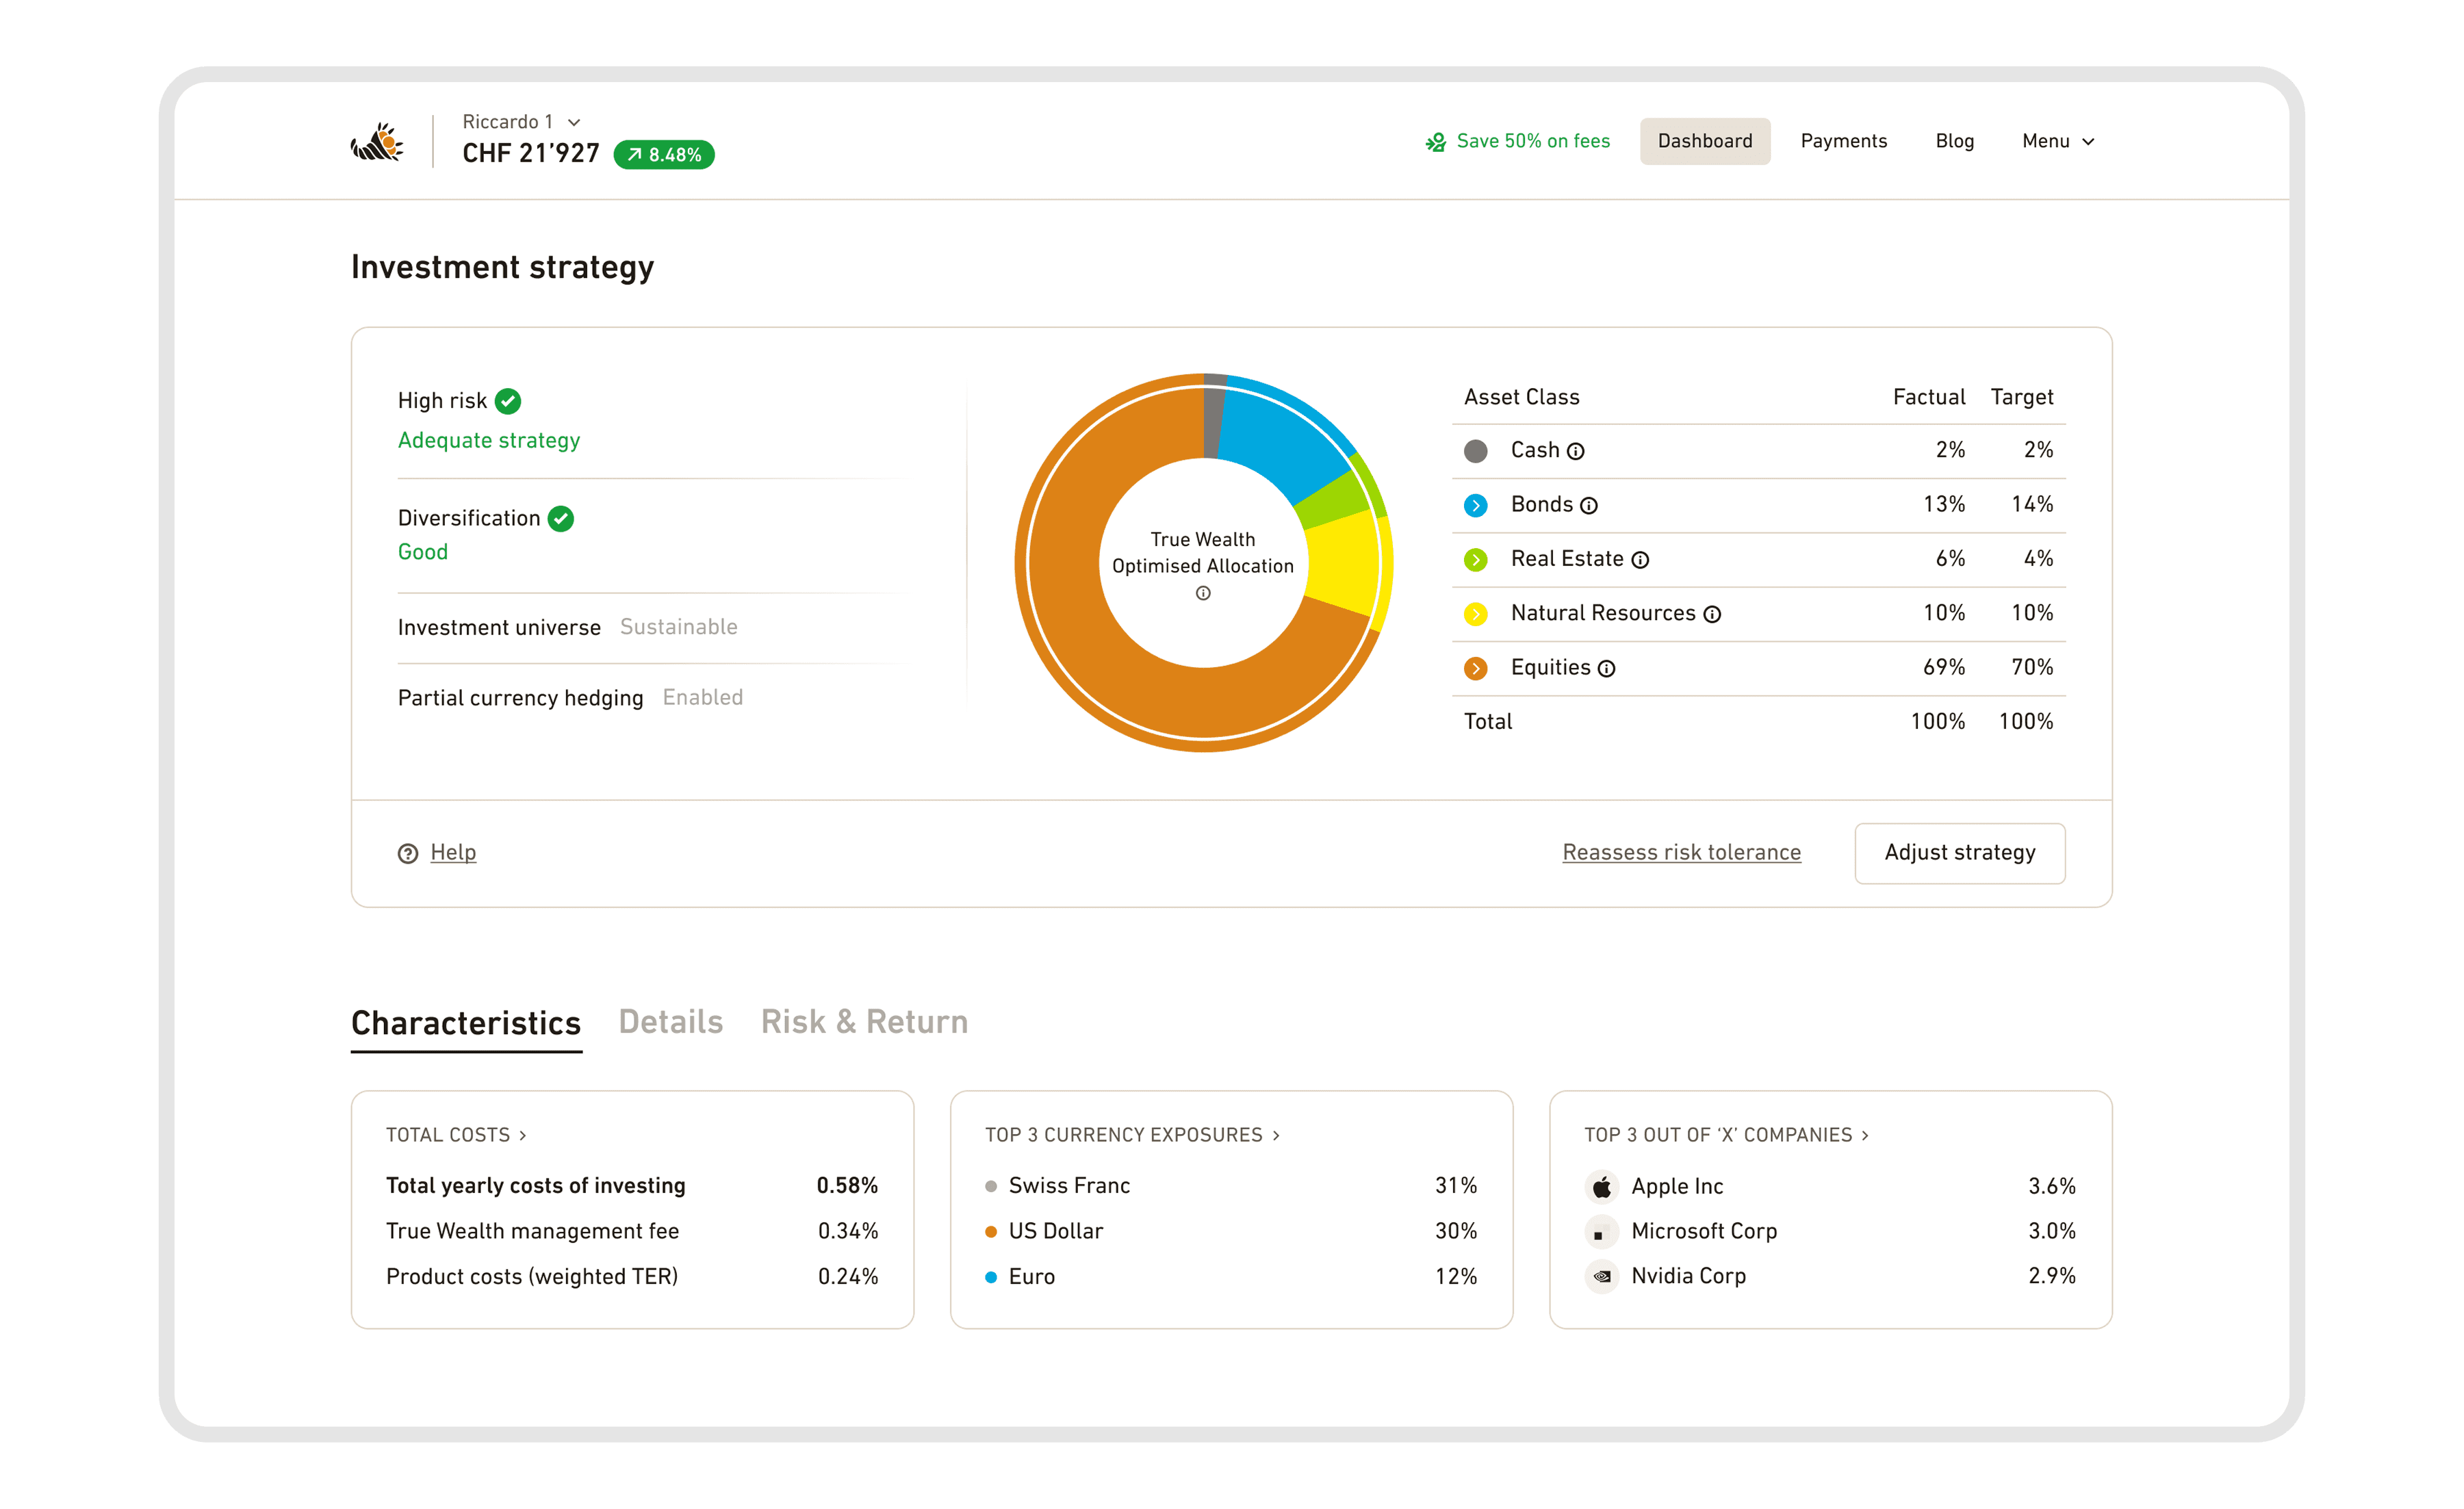 Riccardo 1
CHF 21’927 8.48%
Save 50% on fees Dashboard Payments Blog Menu
Investment strategy
High risk
Adequate strategy
Diversification
Good
Investment universe Sustainable
Partial currency hedging Enabled
True Wealth
Optimised Allocation
Asset Class Factual Target
Cash 2% 2%
Bonds 13% 14%
Real Estate 6% 4%
Natural Resources 10% 10%
Equities 69% 70%
Total 100% 100%
Help Reassess risk tolerance Adjust strategy
Characteristics Details Risk & Return
TOTAL COSTS
Total yearly costs of investing 0.58%
True Wealth management fee 0.34%
Product costs (weighted TER) 0.24%
TOP 3 CURRENCY EXPOSURES
Swiss Franc 31%
US Dollar 30%
Euro 12%
TOP 3 OUT OF ‘X’ COMPANIES
Apple Inc 3.6%
Microsoft Corp 3.0%
Nvidia Corp 2.9%